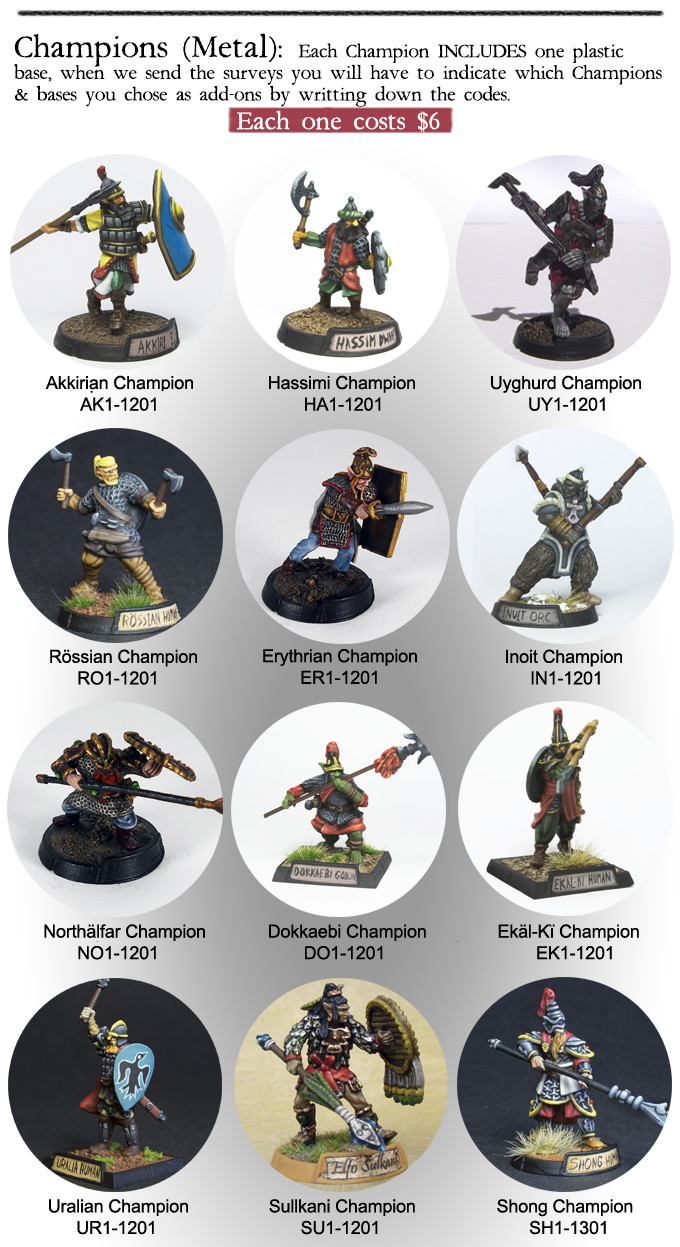 Champions (Metal): Each Champion INCLUDES one plastic
base, when we send the surveys you will have to indicate which Champions
& bases you chose as add-ons by writting down the codes.
Each one costs $6
AKKIRI
HASSIM DWARF
Akkirian Champion
AK1-1201
Hassimi Champion
HA1-1201
Uyghurd Champion
UY1-1201
RÖSSIAN HUMA
INUIT ORC
Rössian Champion
RO1-1201
Erythrian Champion
ER1-1201
Inoit Champion
IN1-1201
DOKKAEBI GOBLIN
EKAL-KI HUMAN
Northälfar Champion
NO1-1201
Dokkaebi Champion
DO1-1201
Ekäl-Kï Champion
EK1-1201
URALIA HUMAN
Elfo Sulkani
SHONG HUM
Uralian Champion
UR1-1201
Sullkani Champion
SU1-1201
Shong Champion
SH1-1301